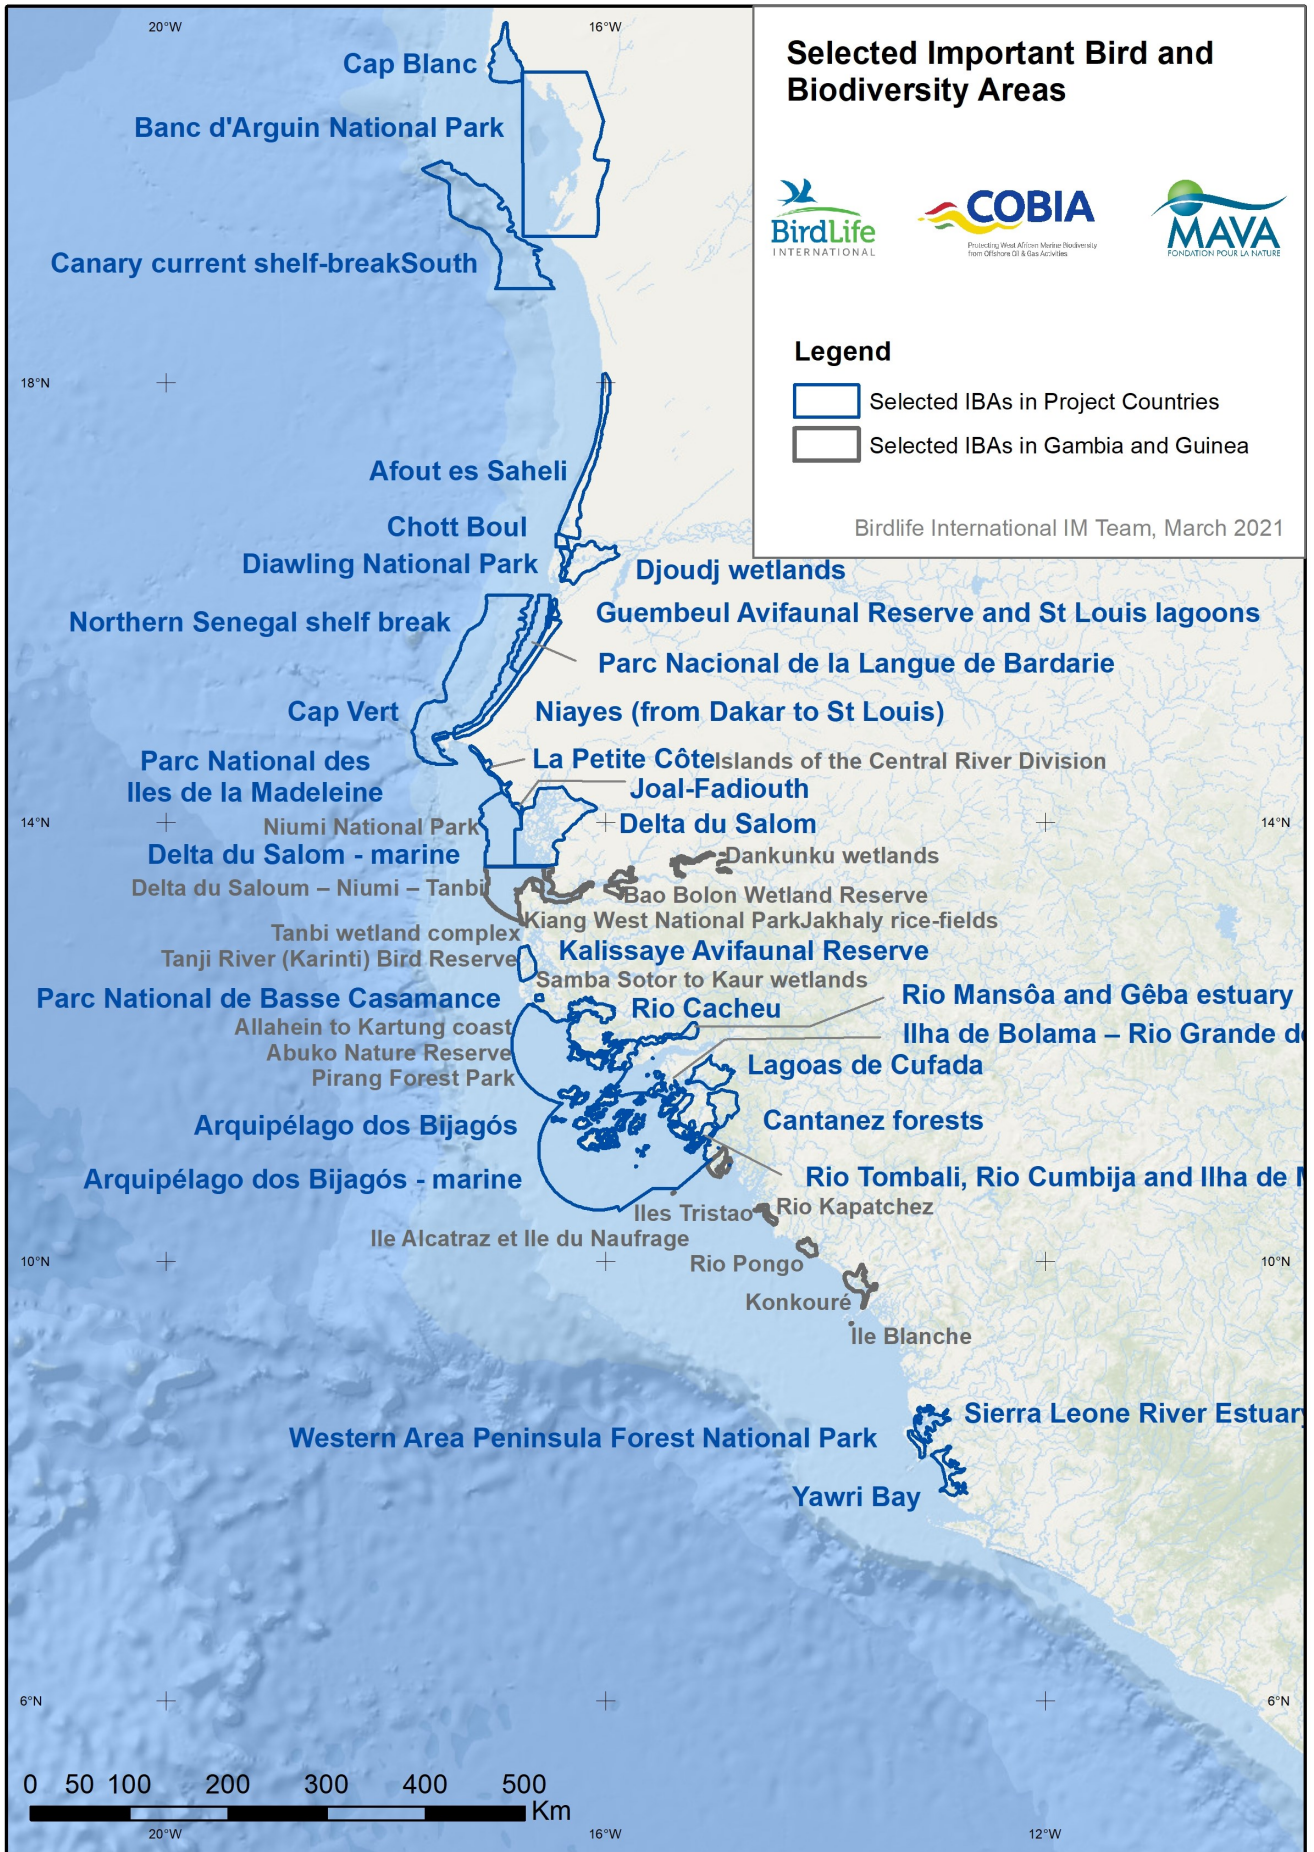 20°W
16°W
Selected Important Bird and
Biodiversity Areas
BirdLife
INTERNATIONAL
COBIA
Protecting West African Marine Biodiversity
from Offshore Oil & Gas Activities
MAVA
FONDATION POUR LA NATURE
Legend
Selected IBAs in Project Countries
Selected IBAs in Gambia and Guinea
Birdlife International IM Team, March 2021
Cap Blanc
Banc d'Arguin National Park
Canary current shelf-breakSouth
18°N
Afout es Saheli
Chott Boul
Diawling National Park
Djoudj wetlands
Northern Senegal shelf break
Guembeul Avifaunal Reserve and St Louis lagoons
Parc Nacional de la Langue de Bardarie
Cap Vert
Niayes (from Dakar to St Louis)
Parc National des
Iles de la Madeleine
La Petite Côte
Islands of the Central River Division
Joal-Fadiouth
14°N
14°N
Niumi National Park
Delta du Salom
Delta du Salom - marine
Dankunku wetlands
Delta du Saloum – Niumi – Tanbi
Bao Bolon Wetland Reserve
Kiang West National Park
Jakhaly rice-fields
Tanbi wetland complex
Tanji River (Karinti) Bird Reserve
Kalissaye Avifaunal Reserve
Samba Sotor to Kaur wetlands
Parc National de Basse Casamance
Rio Cacheu
Rio Mansôa and Gêba estuary
Allahein to Kartung coast
Ilha de Bolama – Rio Grande d
Abuko Nature Reserve
Lagoas de Cufada
Pirang Forest Park
Arquipélago dos Bijagós
Cantanez forests
Arquipélago dos Bijagós - marine
Rio Tombali, Rio Cumbija and Ilha de
Iles Tristao
Rio Kapatchez
Ile Alcatraz et Ile du Naufrage
10°N
10°N
Rio Pongo
Konkouré
Île Blanche
Sierra Leone River Estuar
Western Area Peninsula Forest National Park
Yawri Bay
6°N
6°N
0 50 100 200 300 400 500
Km
20°W
16°W
12°W